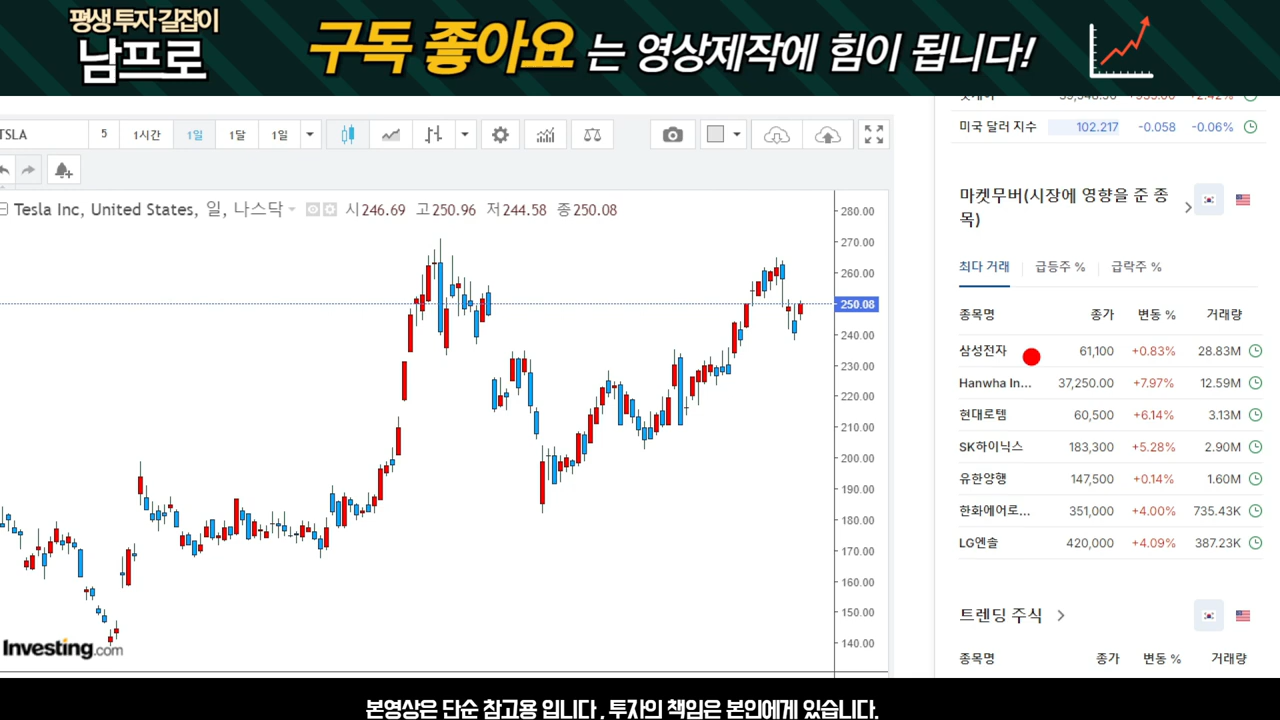 평생 투자 길잡이
남프로
구독 좋아요 는 영상제작에 힘이 됩니다!
TSLA
5
1시간
1일
1달
1일
Tesla Inc, United States, 일, 나스닥
시246.69 고250.96 저244.58 종250.08
280.00
270.00
260.00
250.08
240.00
230.00
220.00
210.00
200.00
190.00
180.00
170.00
160.00
150.00
140.00
Investing.com
미국 달러 지수 102.217 -0.058 -0.06%
마켓무버(시장에 영향을 준 종
목)
최다 거래 급등주 % 급락주 %
종목명 종가 변동 % 거래량
삼성전자 61,100 +0.83% 28.83M
Hanwha In... 37,250.00 +7.97% 12.59M
현대로템 60,500 +6.14% 3.13M
SK하이닉스 183,300 +5.28% 2.90M
유한양행 147,500 +0.14% 1.60M
한화에어로... 351,000 +4.00% 735.43K
LG엔솔 420,000 +4.09% 387.23K
트렌딩 주식
종목명 종가 변동 % 거래량
본영상은 단순 참고용 입니다 , 투자의 책임은 본인에게 있습니다.